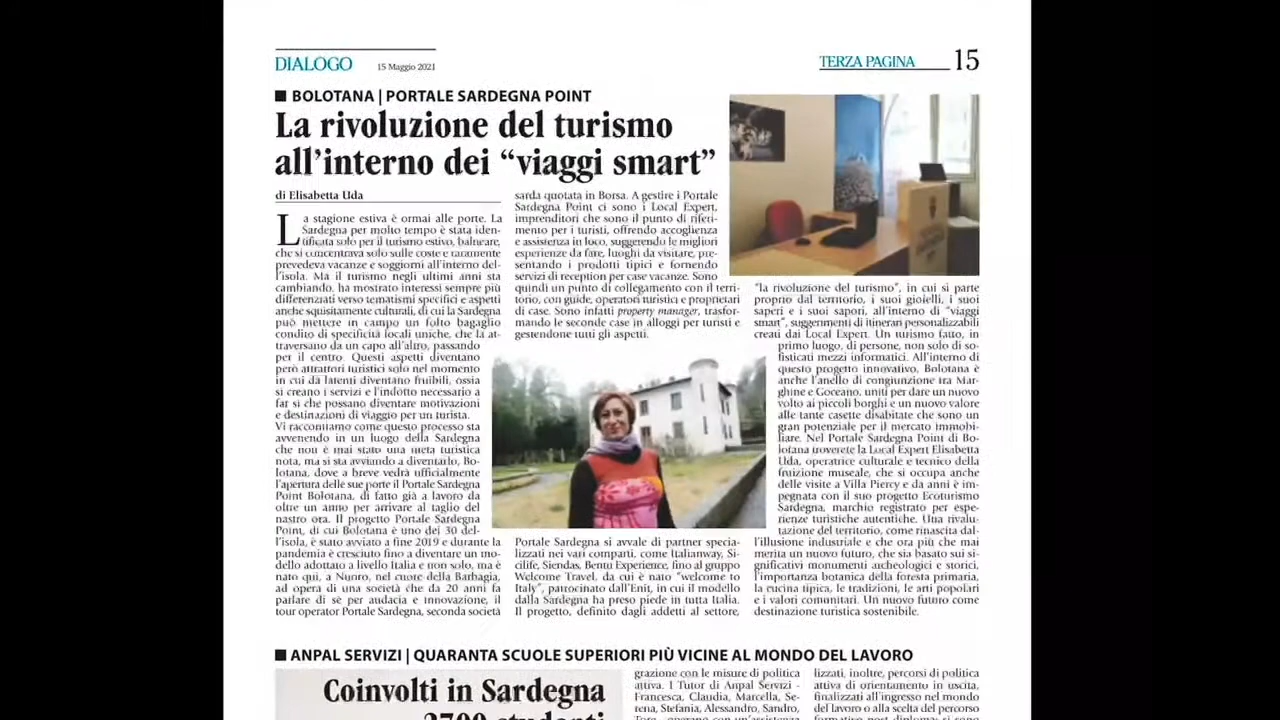 DIALOGO
15 Maggio 2021
TERZA PAGINA
15
BOLOTANA | PORTALE SARDEGNA POINT
La rivoluzione del turismo
all'interno dei “viaggi smart”
di Elisabetta Uda
La stagione estiva è ormai alle porte. La
Sardegna per molto tempo è stata iden-
tificata solo per il turismo estivo, balneare,
che si concentrava solo sulle coste e raramente
prevedeva vacanze e soggiorni all'interno del-
l'isola. Ma il turismo negli ultimi anni sta
cambiando, ha mostrato interessi sempre più
differenziati verso tematismi specifici e aspetti
anche squisitamente culturali, di cui la Sardegna
può mettere in campo un folto bagaglio
condito di specificità locali uniche, che la at-
traversano da un capo all'altro, passando
per il centro. Questi aspetti diventano
però attrattori turistici solo nel momento
in cui da latenti diventano fruibili, ossia
si creano i servizi e l'indotto necessario a
far sì che possano diventare motivazioni
e destinazioni di viaggio per un turista.
Vi raccontiamo come questo processo sta
avvenendo in un luogo della Sardegna
che non è mai stato una meta turistica
nota, ma si sta avviando a diventarlo, Bo-
lotana, dove a breve vedrà ufficialmente
l'apertura delle sue porte il Portale Sardegna
Point Bolotana, di fatto già a lavoro da
oltre un anno per arrivare al taglio del
nastro ora. Il progetto Portale Sardegna
Point, di cui Bolotana è uno dei 30 del-
l'isola, è stato avviato a fine 2019 e durante la
pandemia è cresciuto fino a diventare un mo-
dello adottato a livello Italia e non solo, ma è
nato qui, a Nuoro, nel cuore della Barbagia,
ad opera di una società che da 20 anni fa
parlare di sè per audacia e innovazione, il
tour operator Portale Sardegna, seconda società
sarda quotata in Borsa. A gestire i Portale
Sardegna Point ci sono i Local Expert,
imprenditori che sono il punto di riferi-
mento per i turisti, offrendo accoglienza
e assistenza in loco, suggerendo le migliori
esperienze da fare, luoghi da visitare, pre-
sentando i prodotti tipici e fornendo
servizi di reception per case vacanze. Sono
quindi un punto di collegamento con il terri-
torio, con guide, operatori turistici e proprietari
di case. Sono infatti property manager, trasfor-
mando le seconde case in alloggi per turisti e
gestendone tutti gli aspetti.
Portale Sardegna si avvale di partner specia-
lizzati nei vari comparti, come Italianway, Si-
cilife, Siendas, Bentu Experience, fino al gruppo
Welcome Travel, da cui è nato “welcome to
Italy”, patrocinato dall'Enit, in cui il modello
dalla Sardegna ha preso piede in tutta Italia.
Il progetto, definito dagli addetti al settore,
“la rivoluzione del turismo”, in cui si parte
proprio dal territorio, i suoi gioielli, i suoi
saperi e i suoi sapori, all'interno di “viaggi
smart”, suggerimenti di itinerari personalizzabili
creati dai Local Expert. Un turismo fatto, in
primo luogo, di persone, non solo di so-
fisticati mezzi informatici. All'interno di
questo progetto innovativo, Bolotana è
anche l'anello di congiunzione tra Mar-
ghine e Goceano, uniti per dare un nuovo
volto ai piccoli borghi e un nuovo valore
alle tante casette disabitate che sono un
gran potenziale per il mercato immobi-
liare. Nel Portale Sardegna Point di Bo-
lotana troverete la Local Expert Elisabetta
Uda, operatrice culturale e tecnico della
fruizione museale, che si occupa anche
delle visite a Villa Piercy e da anni è im-
pegnata con il suo progetto Ecoturismo
Sardegna, marchio registrato per espe-
rienze turistiche autentiche. Una rivalu-
tazione del territorio, come rinascita dal-
l'illusione industriale e che ora più che mai
merita un nuovo futuro, che sia basato sui si-
gnificativi monumenti archeologici e storici,
l'importanza botanica della foresta primaria,
la cucina tipica, le tradizioni, le arti popolari
e i valori comunitari. Un nuovo futuro come
destinazione turistica sostenibile.
ANPAL SERVIZI | QUARANTA SCUOLE SUPERIORI PIÙ VICINE AL MONDO DEL LAVORO
Coinvolti in Sardegna
2700 studenti
grazione con le misure di politica
attiva. I Tutor di Anpal Servizi -
Francesca, Claudia, Marcella, Se-
rena, Stefania, Alessandro, Sandro,
lizzati, inoltre, percorsi di politica
attiva di orientamento in uscita,
finalizzati all'ingresso nel mondo
del lavoro o alla scelta del percorso